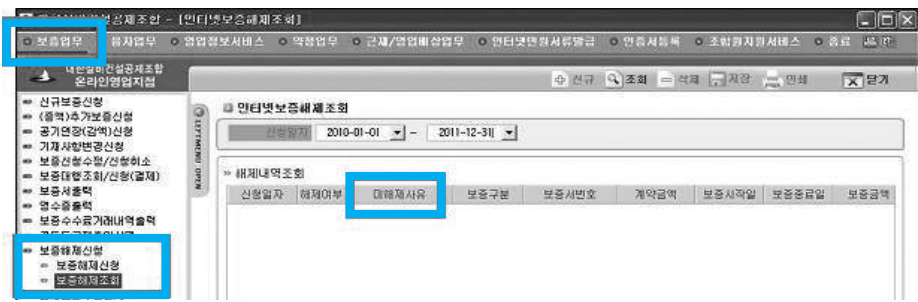 공제조합 - [인터넷보증해제조회]
보증업무 융자업무 영업정보서비스 약정업무 근재/영업배상업무 인터넷민원서류발급 인증서등록 조합원지원서비스 종료
대한설비건설공제조합
온라인영업지점
신규 조회 삭제 저장 인쇄 닫기
신규보증신청
(증액)추가보증신청
공기연장(감액)신청
기재사항변경신청
보증신청수정/신청취소
보증대행조회/신청(결제)
보증서출력
영수증출력
보증수수료거래내역출력
보증해제신청
보증해제신청
보증해제조회
LEFTMENU OPEN
인터넷보증해제조회
신청일자 2010-01-01 - 2011-12-31
해제내역조회
신청일자 해제여부 미해제사유 보증구분 보증서번호 계약금액 보증시작일 보증종료일 보증금액